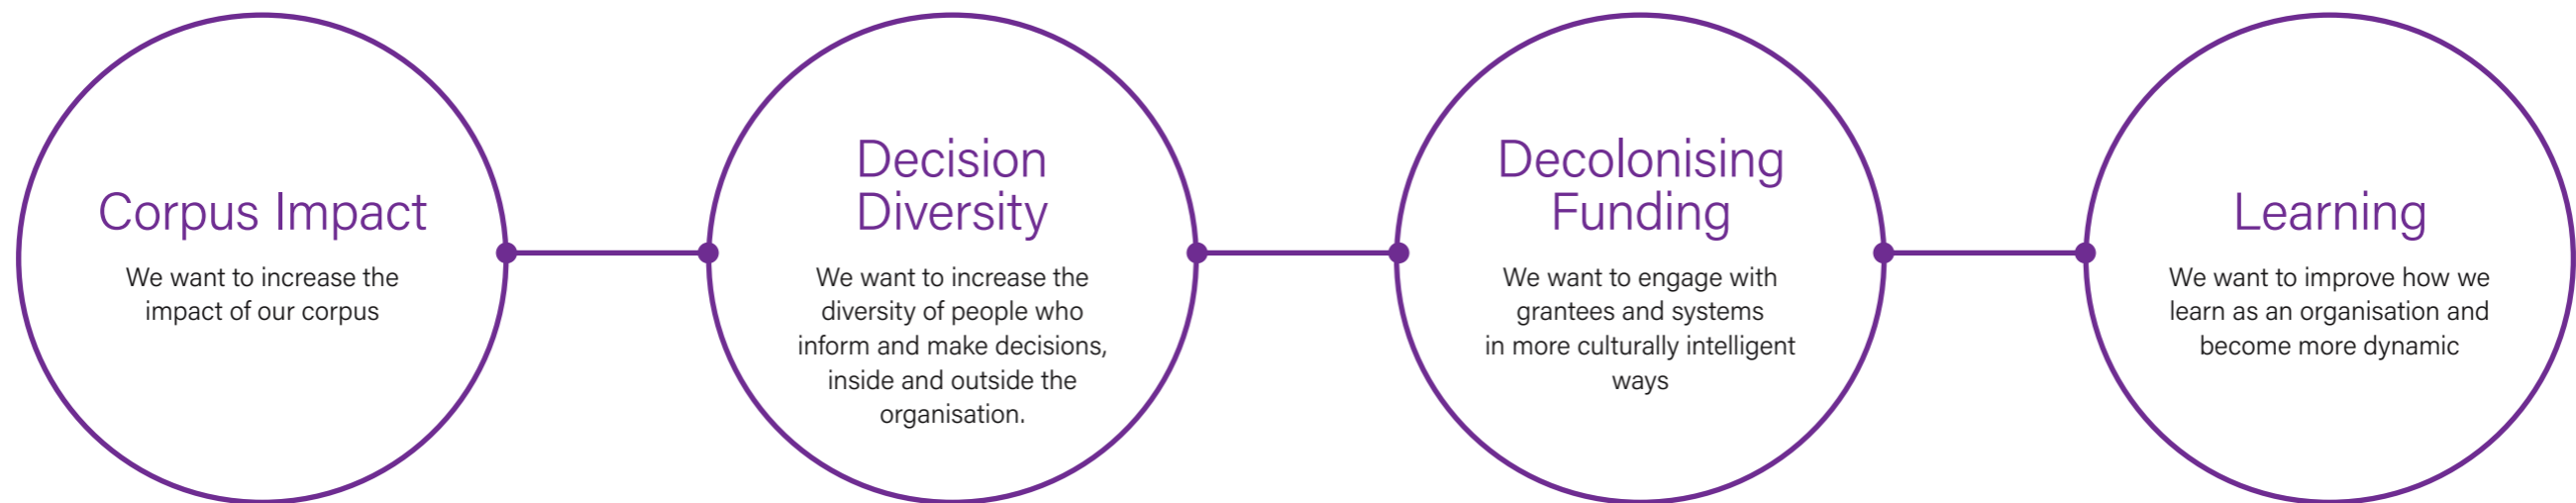 Corpus Impact
We want to increase the
impact of our corpus
Decision
Diversity
We want to increase the
diversity of people who
inform and make decisions,
inside and outside the
organisation.
Decolonising
Funding
We want to engage with
grantees and systems
in more culturally intelligent
ways
Learning
We want to improve how we
learn as an organisation and
become more dynamic